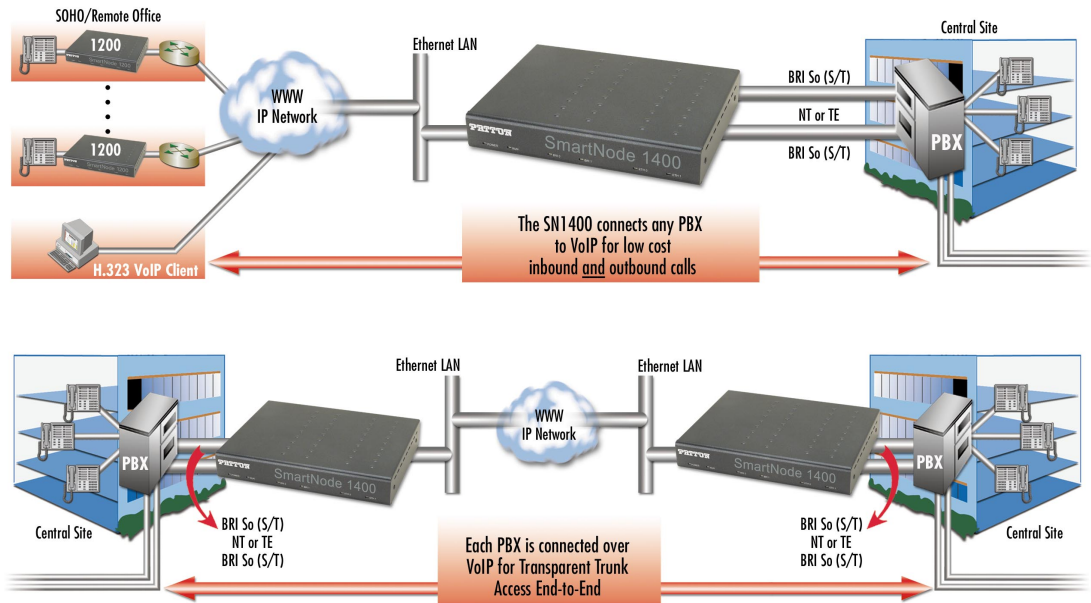 SOHO/Remote Office
1200
SmartNode 1200
1200
SmartNode 1200
H.323 VoIP Client
WWW
IP Network
Ethernet LAN
PATTON
SmartNode 1400
BRI So (S/T)
NT or TE
BRI So (S/T)
Central Site
PBX
The SN1400 connects any PBX
to VoIP for low cost
inbound and outbound calls
Central Site
PBX
BRI So (S/T)
NT or TE
BRI So (S/T)
PATTON
SmartNode 1400
Ethernet LAN
WWW
IP Network
Ethernet LAN
PATTON
SmartNode 1400
BRI So (S/T)
NT or TE
BRI So (S/T)
PBX
Central Site
Each PBX is connected over
VoIP for Transparent Trunk
Access End-to-End